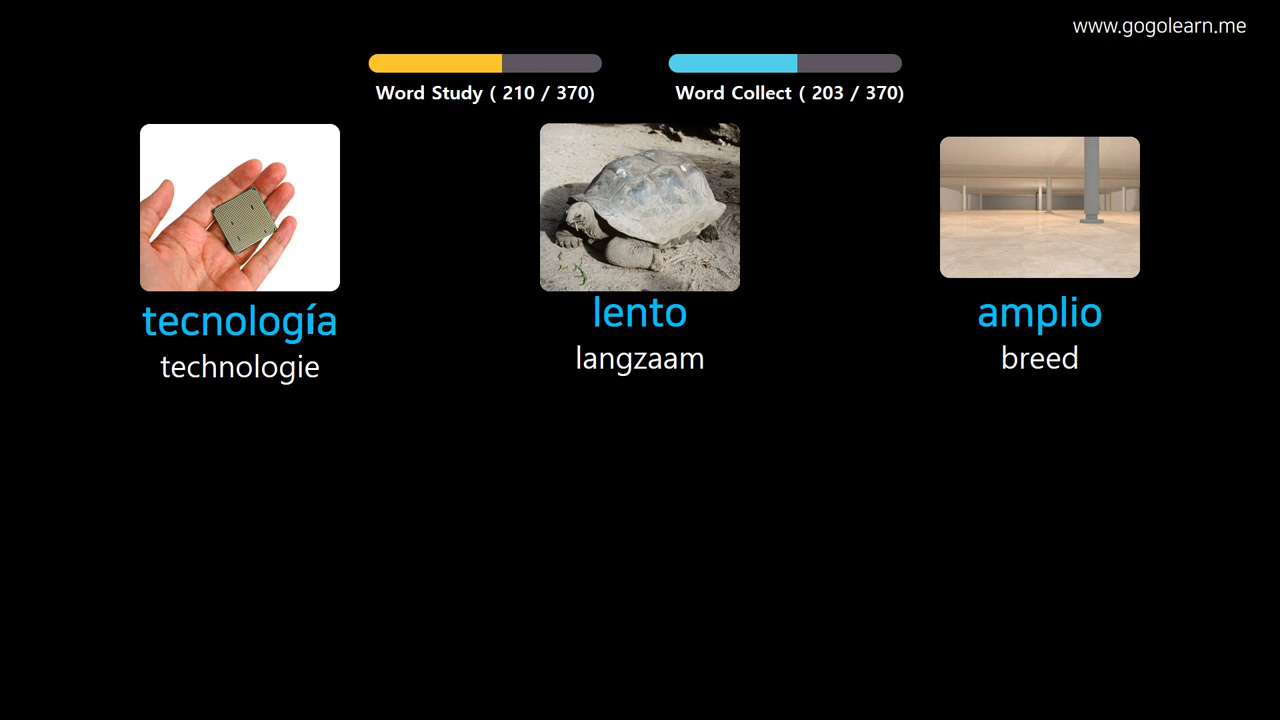 www.gogolearn.me
Word Study ( 210 / 370)
Word Collect ( 203 / 370)
tecnología
technologie
lento
langzaam
amplio
breed